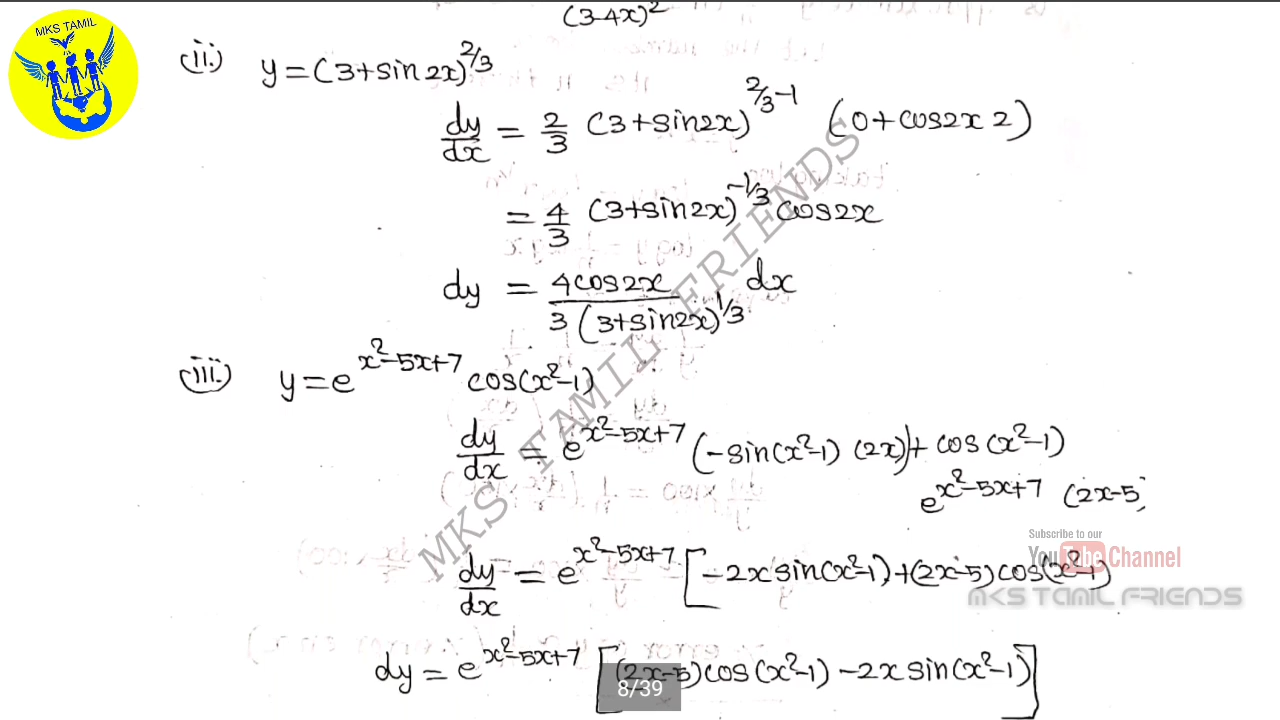 MKS TAMIL
(3-4x)²
(ii.) y = (3+sin2x)^2/3
dy/dx = 2/3 (3+sin2x)^2/3-1 (0+cos2x 2)
= 4/3 (3+sin2x)^-1/3 cos2x
dy = 4cos2x / 3(3+sin2x)^1/3 dx
(iii.) y = e^x²-5x+7 cos(x²-1)
dy/dx = e^x²-5x+7 (-sin(x²-1) (2x)) + cos(x²-1)
e^x²-5x+7 (2x-5)
dy/dx = e^x²-5x+7 [-2x sin(x²-1) + (2x-5) cos(x²-1)
dy = e^x²-5x+7 [(2x-5) cos(x²-1) - 2x sin(x²-1)]
MKS TAMIL FRIENDS
Subscribe to our
YouTube Channel
MKS TAMIL FRIENDS
8/39